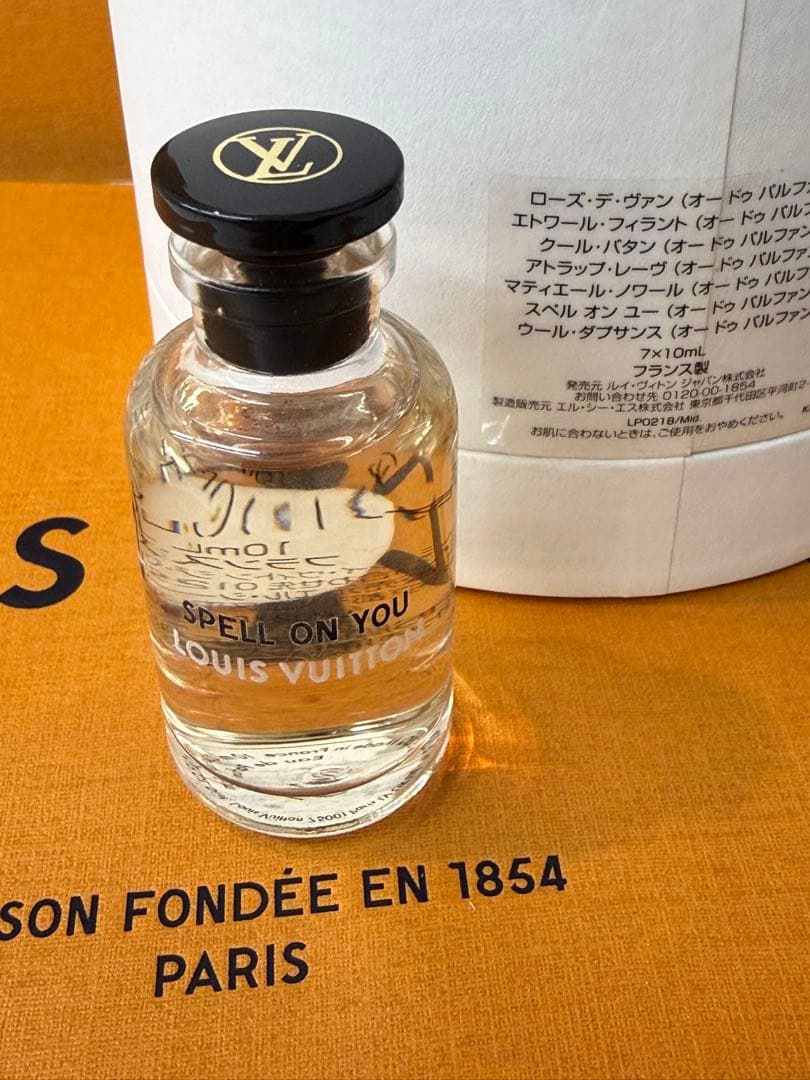 LV
ローズ・デ・ヴァン (オー ドゥ パルファ
エトワール・フィラント (オー ドゥ パルフ
クール・バタン (オー ドゥ パルファン
アトラップ・レーヴ (オー ドゥ パルファ
マティエール・ノワール (オー ドゥ パルファン
スペル オン ユー (オー ドゥ パルファン
ウール・ダプサンス (オー ドゥ パルファン
7×10mL
フランス製
発売元 ルイ・ヴィトン ジャパン株式会社
お問い合わせ先 0120-00-1854
製造販売元 エル・シー・エス株式会社 東京都千代田区平河町2-
LP0218/Mid.
お肌に合わないときは、ご使用をおやめください。
S
SPELL ON YOU
LOUIS VUITTON
SON FONDÉE EN 1854
PARIS